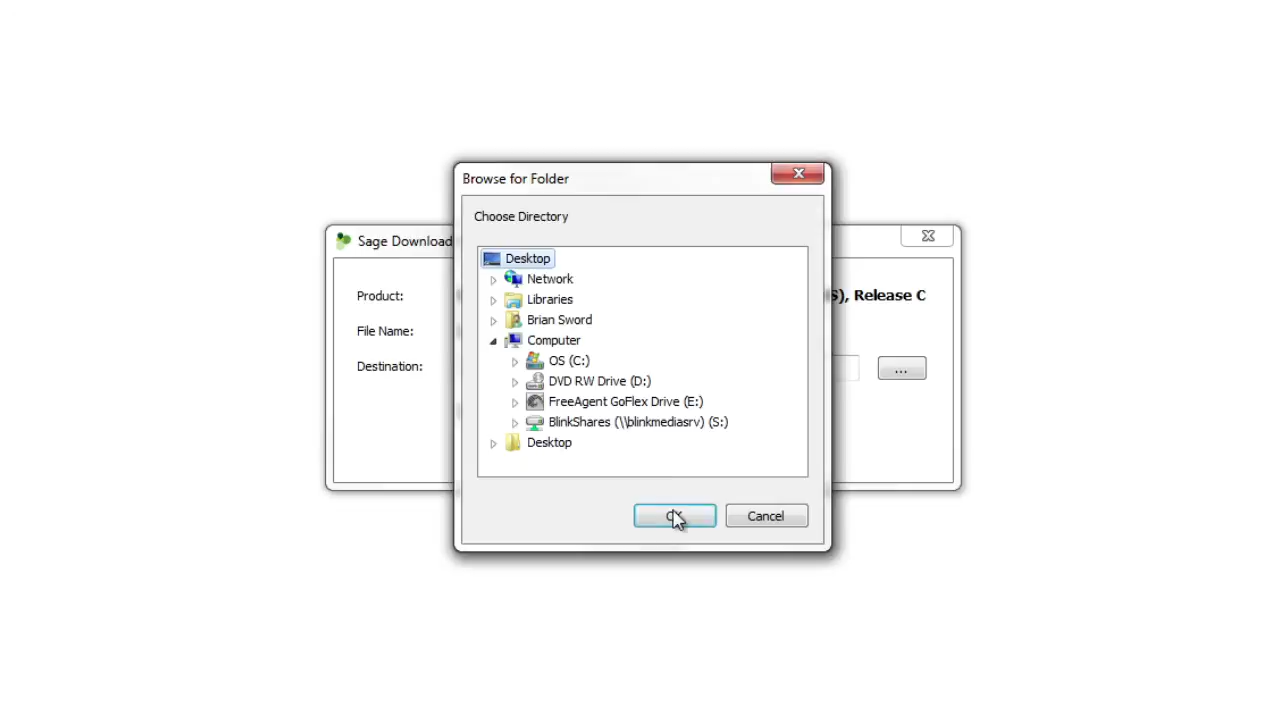 Browse for Folder
Choose Directory
Sage Download
Desktop
Network
Product:
S), Release C
Libraries
Brian Sword
File Name:
Computer
OS (C:)
Destination:
...
DVD RW Drive (D:)
FreeAgent GoFlex Drive (E:)
BlinkShares (\\blinkmediasrv) (S:)
Desktop
Cancel